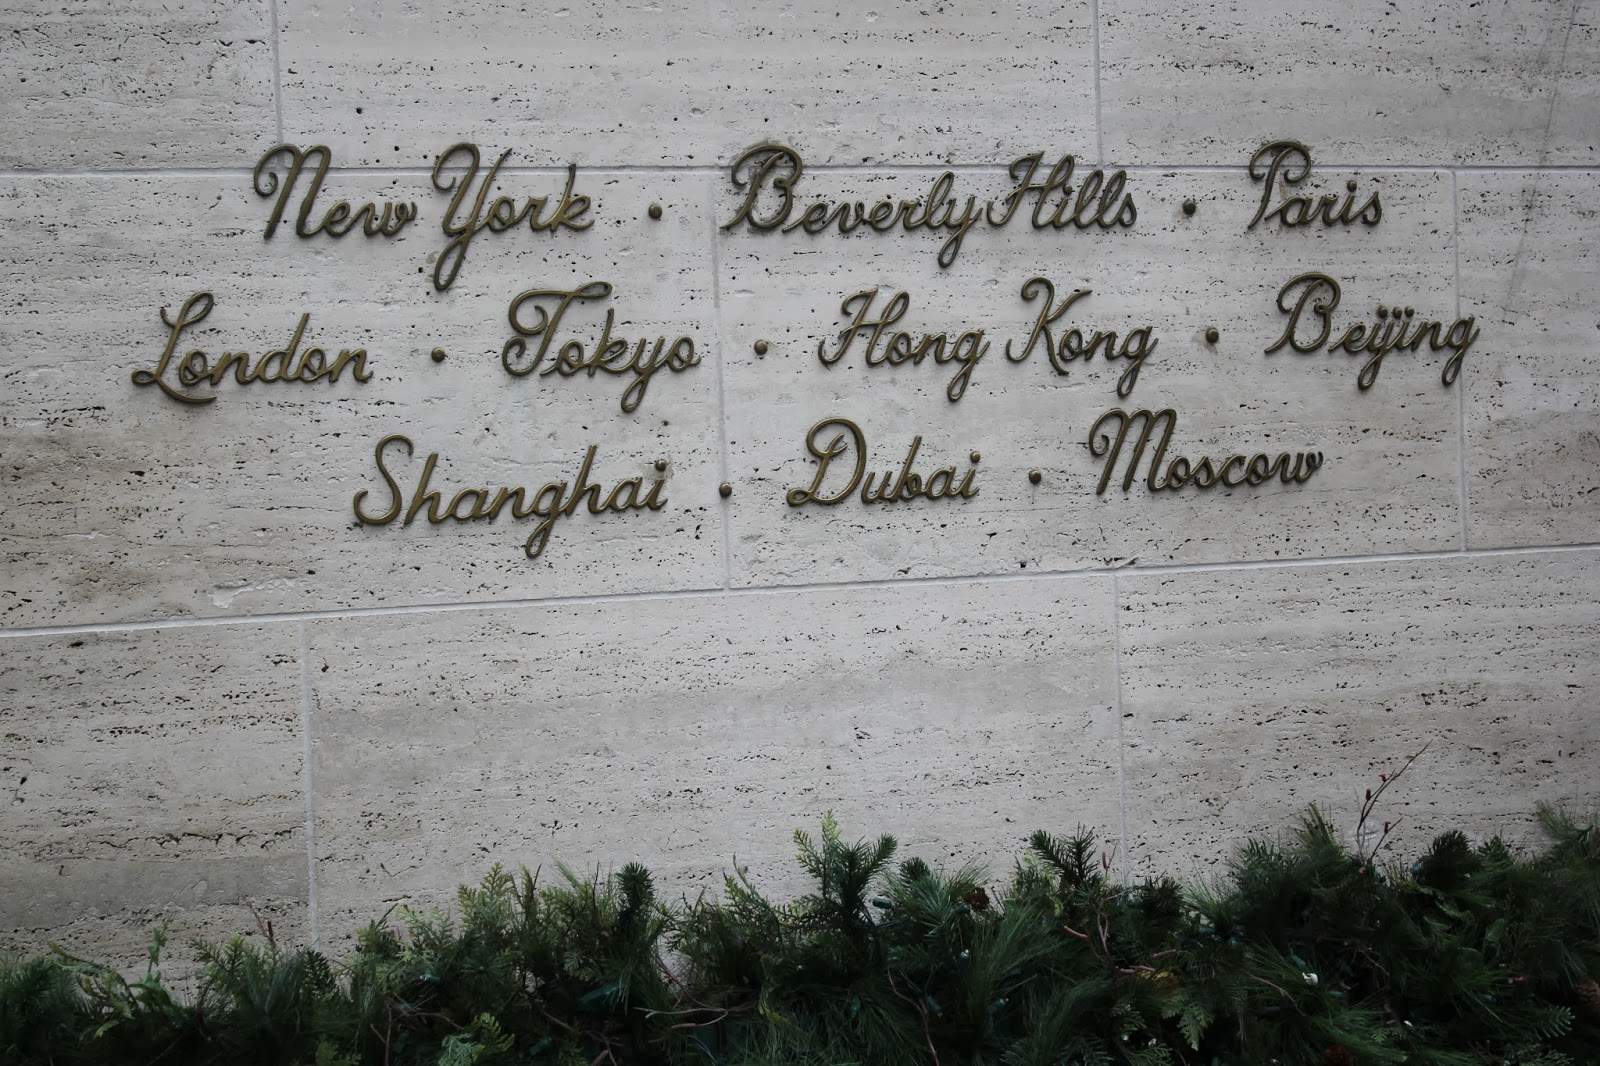 New York · Beverly Hills · Paris
London · Tokyo · Hong Kong · Beijing
Shanghai · Dubai · Moscow